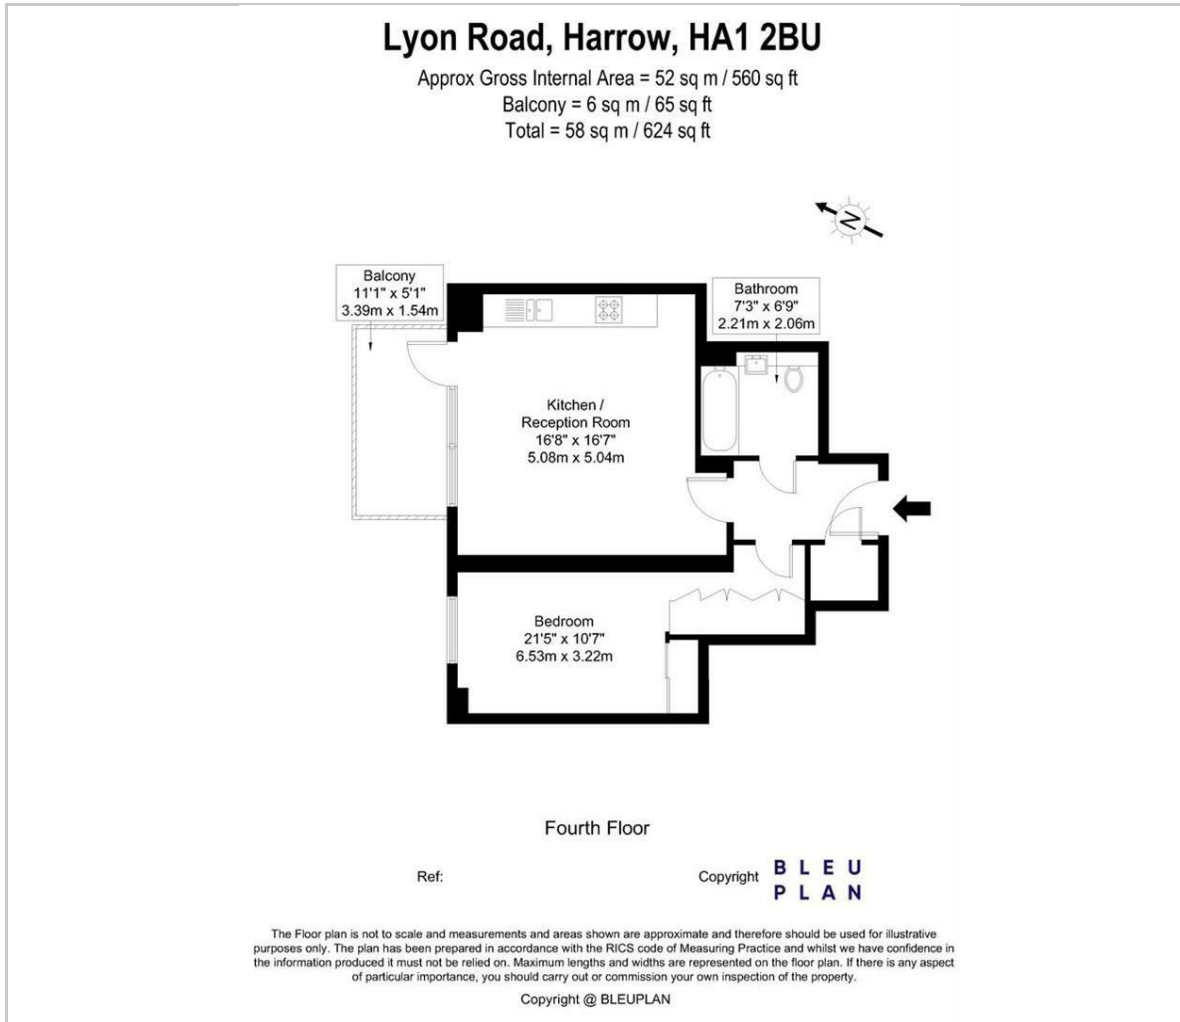 Lyon Road, Harrow, HA1 2BU
Approx Gross Internal Area = 52 sq m / 560 sq ft
Balcony = 6 sq m / 65 sq ft
Total = 58 sq m / 624 sq ft
N
Balcony
11'1" x 5'1"
3.39m x 1.54m
Bathroom
7'3" x 6'9"
2.21m x 2.06m
Kitchen /
Reception Room
16'8" x 16'7"
5.08m x 5.04m
Bedroom
21'5" x 10'7"
6.53m x 3.22m
Fourth Floor
Ref:
Copyright
BLEU
PLAN
The Floor plan is not to scale and measurements and areas shown are approximate and therefore should be used for illustrative
purposes only. The plan has been prepared in accordance with the RICS code of Measuring Practice and whilst we have confidence in
the information produced it must not be relied on. Maximum lengths and widths are represented on the floor plan. If there is any aspect
of particular importance, you should carry out or commission your own inspection of the property.
Copyright @ BLEUPLAN